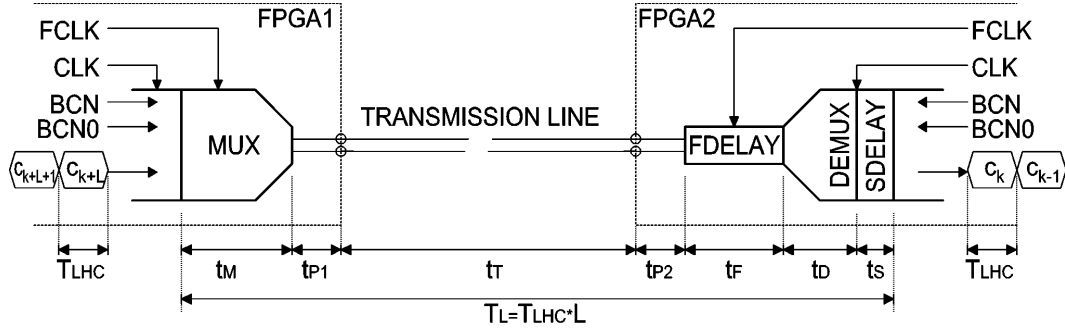 FPGA1 FPGA2
FCLK FCLK
CLK CLK
BCN BCN
BCN0 BCN0
MUX TRANSMISSION LINE FDELAY DEMUX SDELAY
Ck+L+1 Ck+L Ck Ck-1
TLHC tM tP1 tT tP2 tF tD tS TLHC
TL=TLHC*L